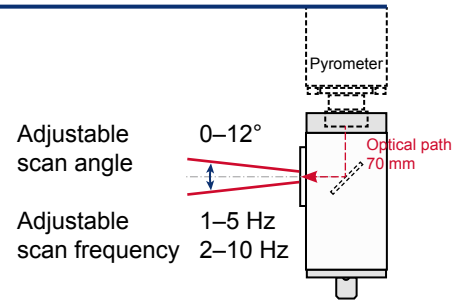 Pyrometer
Adjustable 0–12°
scan angle
Optical path
70 mm
Adjustable 1–5 Hz
scan frequency 2–10 Hz